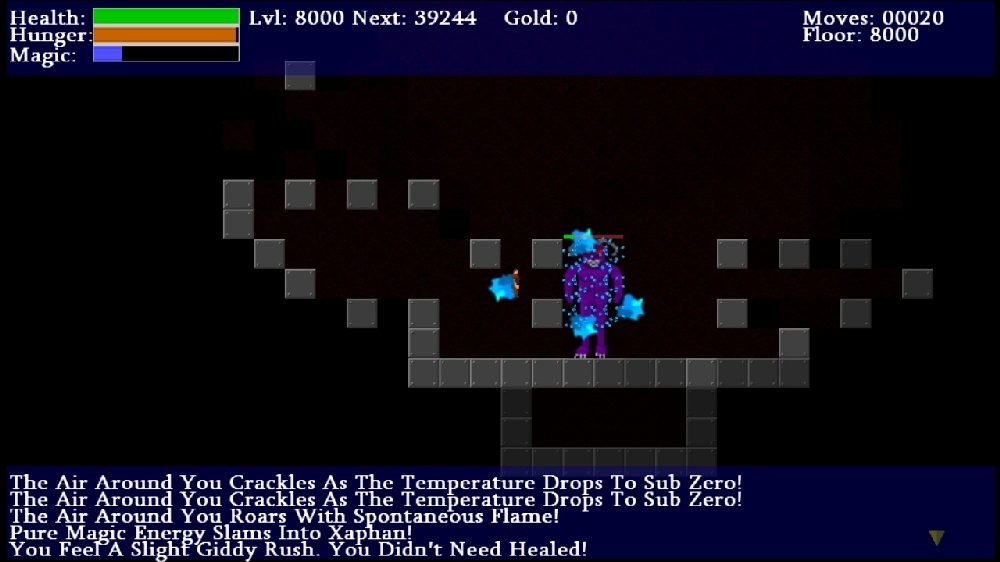 Health: Lvl: 8000 Next: 39244 Gold: 0 Moves: 00020
Hunger: Floor: 8000
Magic:
The Air Around You Crackles As The Temperature Drops To Sub Zero!
The Air Around You Crackles As The Temperature Drops To Sub Zero!
The Air Around You Roars With Spontaneous Flame!
Pure Magic Energy Slams Into Xaphan!
You Feel A Slight Giddy Rush. You Didn't Need Healed!